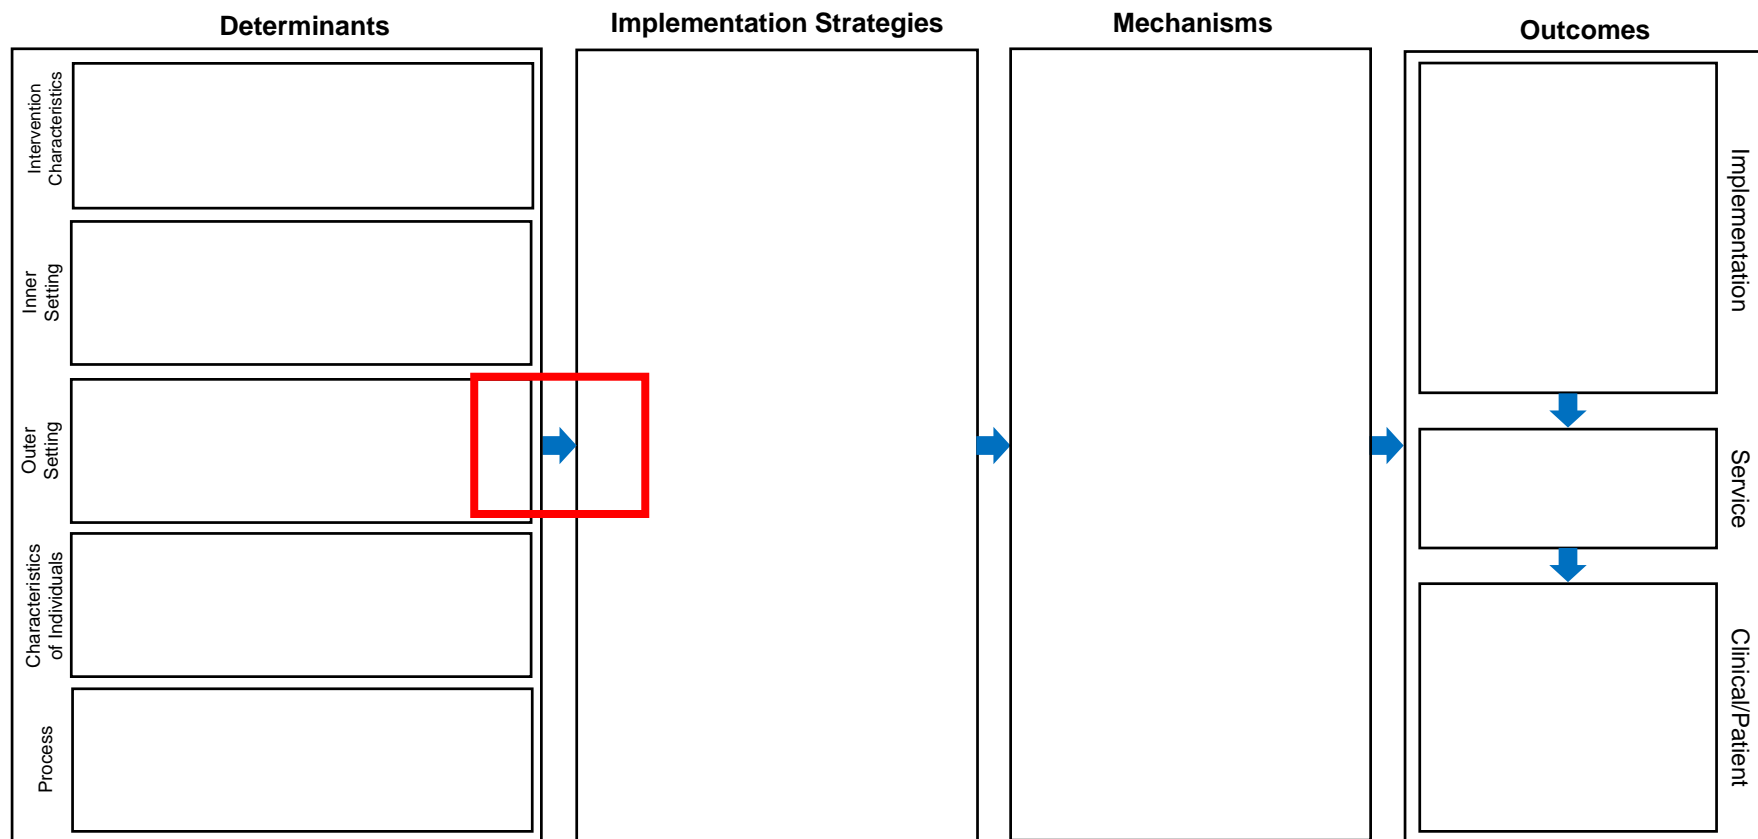 Determinants
Implementation Strategies
Mechanisms
Outcomes
Intervention
Characteristics
Inner
Setting
Outer
Setting
Characteristics
of Individuals
Process
Implementation
Service
Clinical/Patient